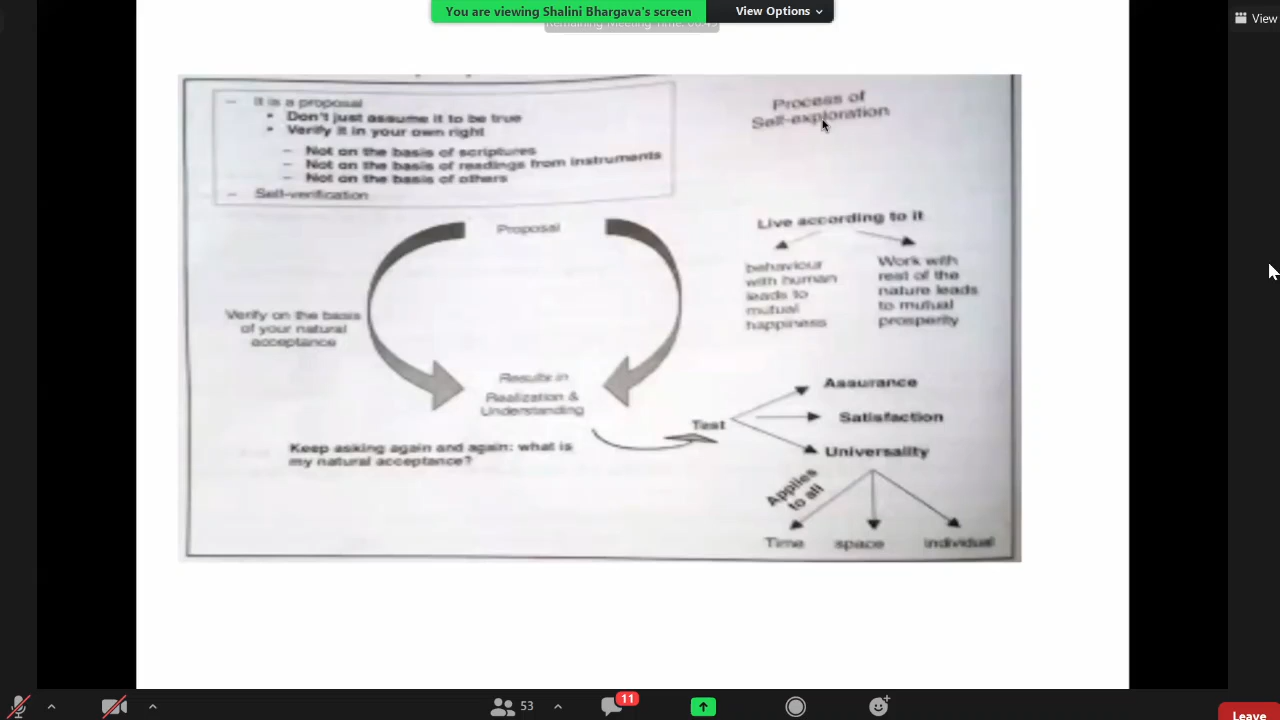 You are viewing Shalini Bhargava's screen
View Options
View
– It is a proposal
• Don't just assume it to be true
• Verify it in your own right
– Not on the basis of scriptures
– Not on the basis of readings from instruments
– Not on the basis of others
– Self-verification
Process of
Self-exploration
Proposal
Live according to it
behaviour
with human
leads to
mutual
happiness
Work with
rest of the
nature leads
to mutual
prosperity
Verify on the basis
of your natural
acceptance
Results in
Realization &
Understanding
Keep asking again and again: what is
my natural acceptance?
Test
Assurance
Satisfaction
Universality
Applies
to all
Time space individual
53
11
Leave